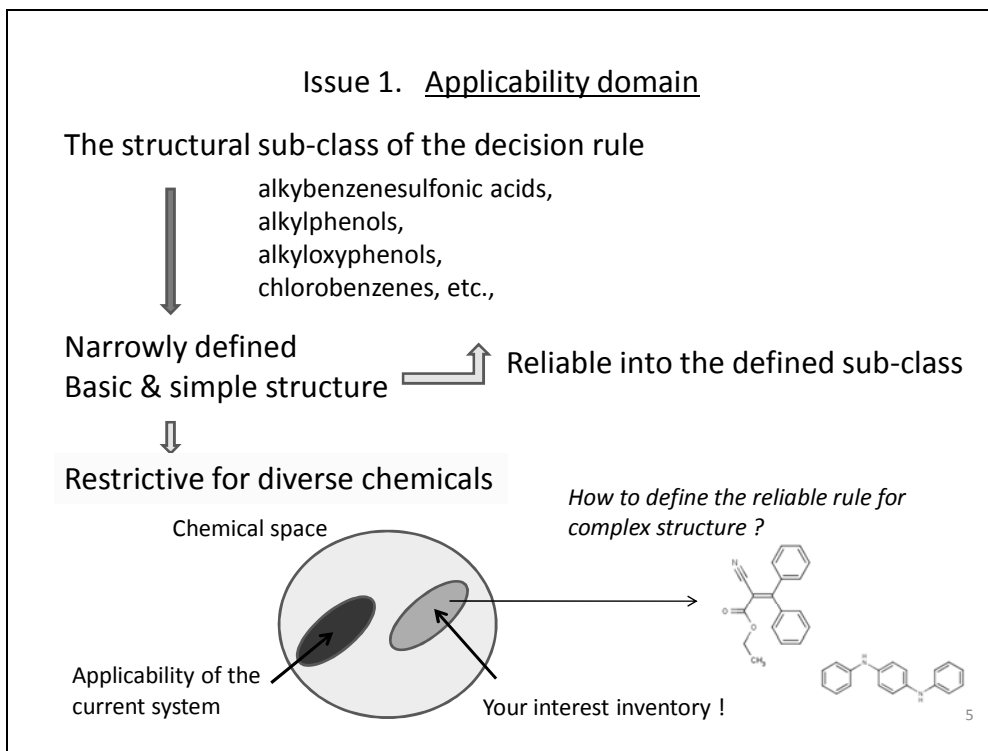 Issue 1. Applicability domain
The structural sub-class of the decision rule
alkybenzenesulfonic acids,
alkylphenols,
alkyloxyphenols,
chlorobenzenes, etc.,
Narrowly defined
Basic & simple structure
Reliable into the defined sub-class
Restrictive for diverse chemicals
How to define the reliable rule for
complex structure ?
Chemical space
N
O
O
CH₃
H
N
N
H
Applicability of the
current system
Your interest inventory !
5